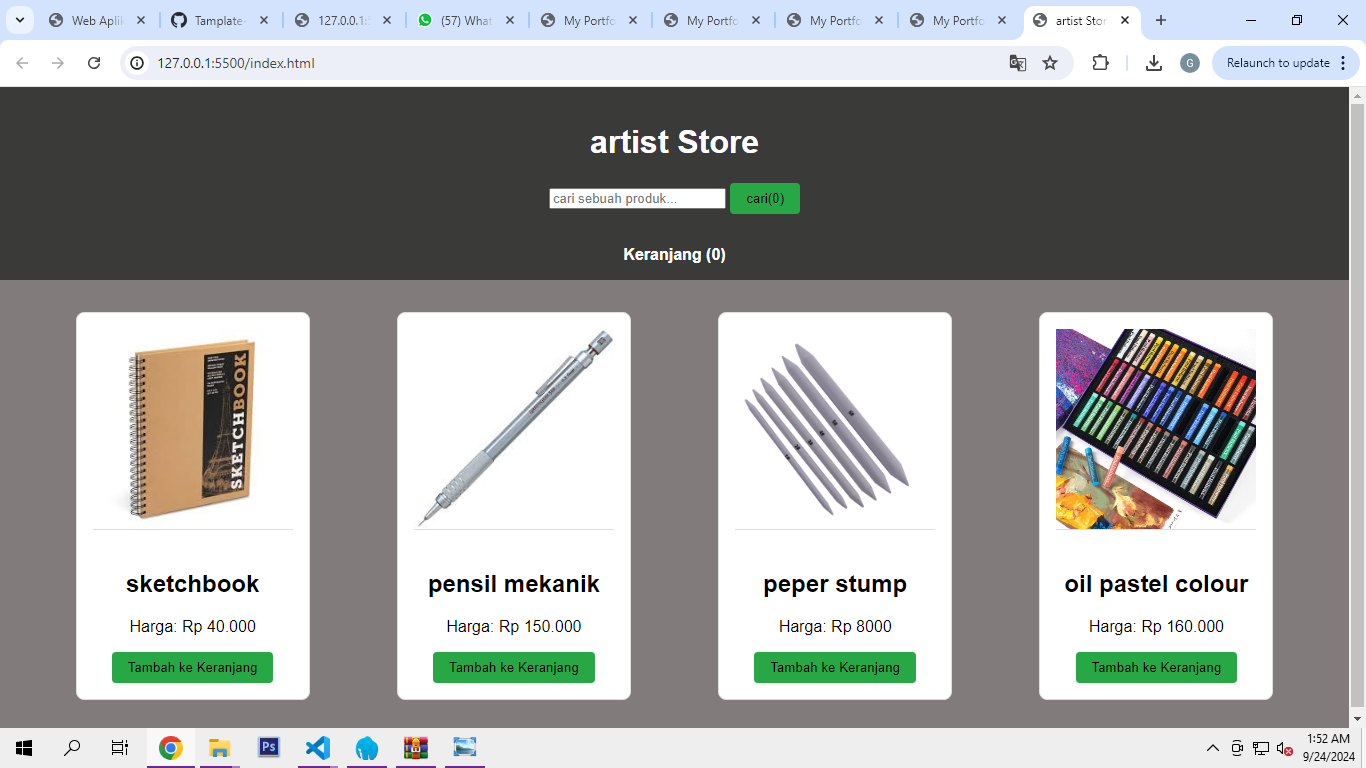 Web Aplik
Tamplate-
127.0.0.1:5
(57) What
My Portfo
My Portfo
My Portfo
My Portfo
artist Stor
127.0.0.1:5500/index.html
G
Relaunch to update
artist Store
cari sebuah produk...
cari(0)
Keranjang (0)
SKETCHBOOK
sketchbook
Harga: Rp 40.000
Tambah ke Keranjang
pensil mekanik
Harga: Rp 150.000
Tambah ke Keranjang
peper stump
Harga: Rp 8000
Tambah ke Keranjang
oil pastel colour
Harga: Rp 160.000
Tambah ke Keranjang
Ps
1:52 AM
9/24/2024